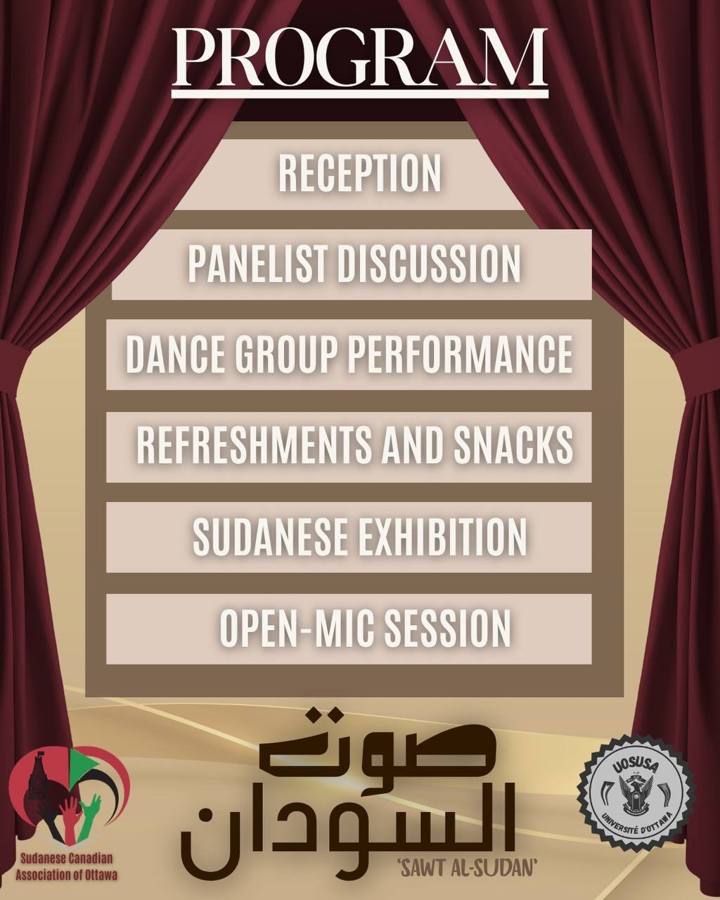 PROGRAM
RECEPTION
PANELIST DISCUSSION
DANCE GROUP PERFORMANCE
REFRESHMENTS AND SNACKS
SUDANESE EXHIBITION
OPEN-MIC SESSION
صوت
السودان
'SAWT AL-SUDAN'
Sudanese Canadian
Association of Ottawa
UOSUSA
UNIVERSITÉ D'OTTAWA